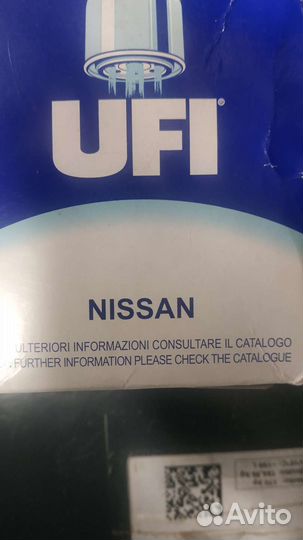 UFI®
NISSAN
ULTERIORI INFORMAZIONI CONSULTARE IL CATALOGO
FURTHER INFORMATION PLEASE CHECK THE CATALOGUE
Avito